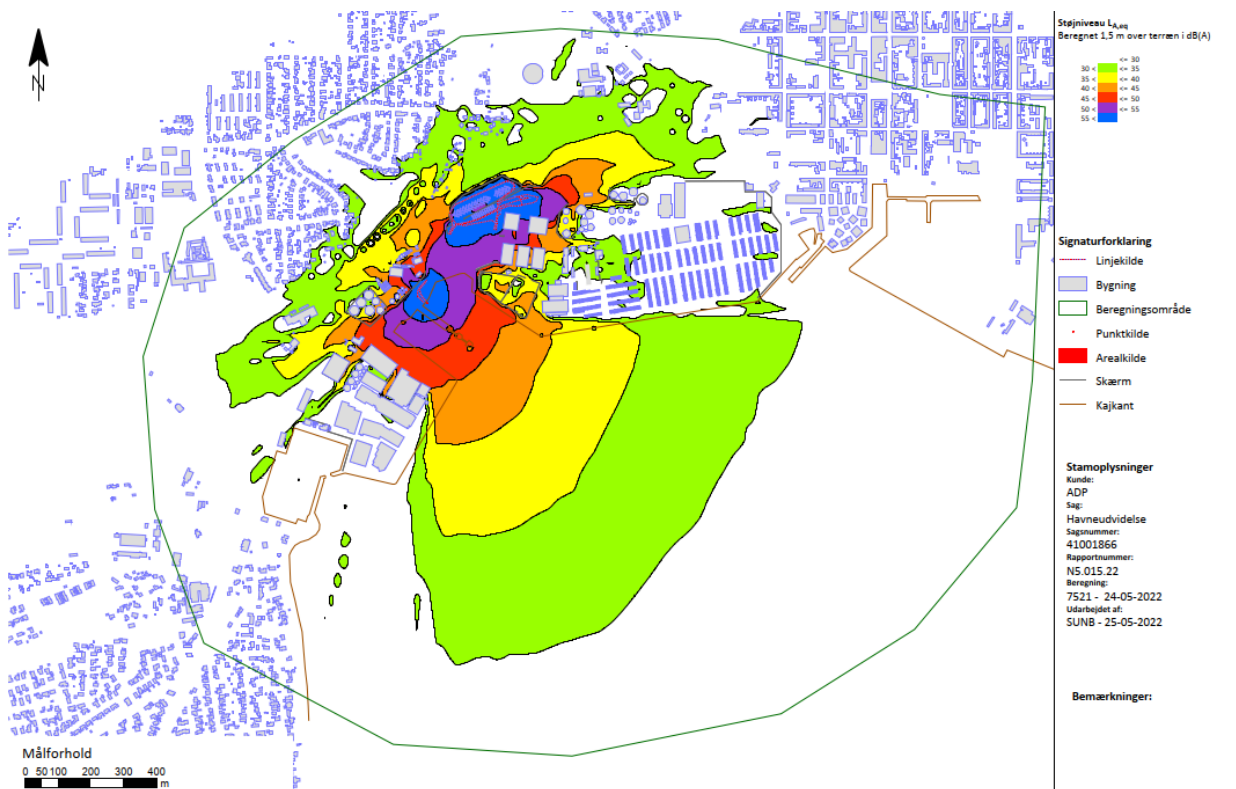 N
Støjniveau LA,eq
Beregnet 1,5 m over terræn i dB(A)
<= 30
30 < <= 35
35 < <= 40
40 < <= 45
45 < <= 50
50 < <= 55
55 <
Signaturforklaring
Linjekilde
Bygning
Beregningsområde
Punktkilde
Arealkilde
Skærm
Kajkant
Stamoplysninger
Kunde:
ADP
Sag:
Havneudvidelse
Sagsnummer:
41001866
Rapportnummer:
N5.015.22
Beregning:
7521 - 24-05-2022
Udarbejdet af:
SUNB - 25-05-2022
Bemærkninger:
Målforhold
0 50 100 200 300 400
m